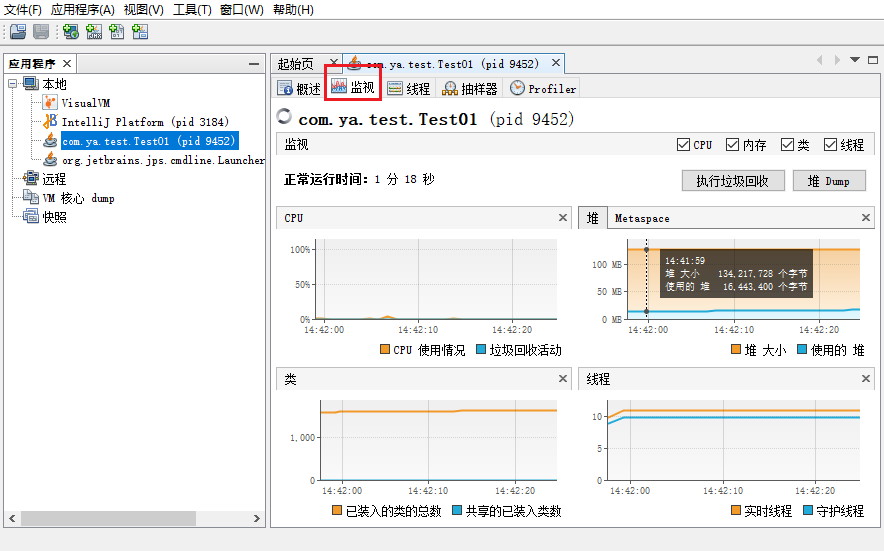 文件(F) 应用程序(A) 视图(V) 工具(T) 窗口(W) 帮助(H)
应用程序
本地
VisualVM
IntelliJ Platform (pid 3184)
com.ya.test.Test01 (pid 9452)
org.jetbrains.jps.cmdline.Launcher
远程
VM 核心 dump
快照
起始页 com.ya.test.Test01 (pid 9452)
概述 监视 线程 抽样器 Profiler
com.ya.test.Test01 (pid 9452)
监视 CPU 内存 类 线程
正常运行时间: 1 分 18 秒 执行垃圾回收 堆 Dump
CPU
100%
50%
0%
14:42:00 14:42:10 14:42:20
CPU 使用情况 垃圾回收活动
堆 Metaspace
100 MB
50 MB
0 MB
14:41:59
堆 大小 134,217,728 个字节
使用的 堆 16,443,400 个字节
14:42:00 14:42:10 14:42:20
堆 大小 使用的 堆
类
1,000
0
14:42:00 14:42:10 14:42:20
已装入的类的总数 共享的已装入类数
线程
10
5
0
14:42:00 14:42:10 14:42:20
实时线程 守护线程